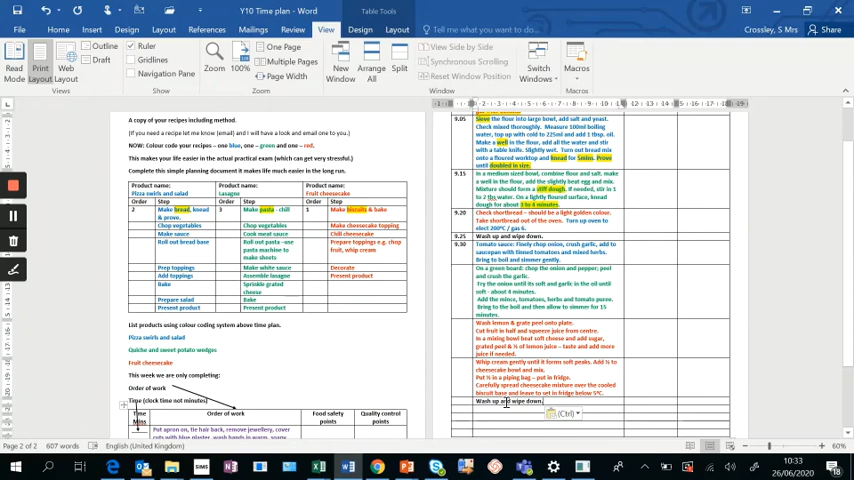 Y10 Time plan - Word
Table Tools
Crossley, S Mrs
File
Home
Insert
Draw
Design
Layout
References
Mailings
Review
View
Help
Design
Layout
Tell me what you want to do
Share
Read Mode
Print Layout
Web Layout
Outline
Draft
Views
Ruler
Gridlines
Navigation Pane
Show
Zoom
100%
One Page
Multiple Pages
Page Width
Zoom
New Window
Arrange All
Split
View Side by Side
Synchronous Scrolling
Reset Window Position
Window
Switch Windows
Macros
Macros
A copy of your recipes including method.
(If you need a recipe let me know (email) and I will have a look and email one to you.)
NOW: Colour code your recipes – one blue, one - green and one – red.
This makes your life easier in the actual practical exam (which can get very stressful.)
Complete this simple planning document it makes life much easier in the long run.
Product name: Pizza swirls and salad
Product name: Lasagne
Product name: Fruit cheesecake
Order Step Order Step Order Step
2 Make bread, knead & prove. 3 Make pasta - chill 1 Make biscuits & bake
Chop vegetables Chop vegetables Make cheesecake topping
Make sauce Cook meat sauce Chill cheesecake
Roll out bread base Roll out pasta –use pasta machine to make sheets Prepare toppings e.g. chop fruit, whip cream
Prep toppings Make white sauce Decorate
Add toppings Assemble lasagne Present product
Bake Sprinkle grated cheese
Prepare salad Bake
Present product Present product
List products using colour coding system above time plan.
Pizza swirls and salad
Quiche and sweet potato wedges
Fruit cheesecake
This week we are only completing:
Order of work
Time (clock time not minutes)
Time Mins
Order of work
Food safety points
Quality control points
Put apron on, tie hair back, remove jewellery, cover
cuts with blue plaster, wash hands in warm, soapy
9.05
Sieve the flour into large bowl, add salt and yeast.
Check mixed thoroughly. Measure 100ml boiling
water, top up with cold to 225ml and add 1 tbsp. oil.
Make a well in the flour, add all the water and stir
with a table knife. Slightly wet. Turn out bread mix
onto a floured worktop and knead for 5mins. Prove
until doubled in size.
9.15
In a medium sized bowl, combine flour and salt, make
a well in the flour, add the slightly beat egg and mix.
Mixture should form a stiff dough. If needed, stir in 1
to 2 tbs water. On a lightly floured surface, knead
dough for about 3 to 4 minutes.
9.20
Check shortbread – should be a light golden colour.
Take shortbread out of the oven. Turn up oven to
elect 200ºC / gas 6.
9.25
Wash up and wipe down.
9.30
Tomato sauce: Finely chop onion, crush garlic, add to
saucepan with tinned tomatoes and mixed herbs.
Bring to boil and simmer gently.
On a green board: chop the onion and pepper; peel
and crush the garlic.
Try the onion until its soft and garlic in the oil until
soft - about 4 minutes.
Add the mince, tomatoes, herbs and tomato puree.
Bring to the boil and then allow to simmer for 15
minutes.
Wash lemon & grate peel onto plate.
Cut fruit in half and squeeze juice from centre.
In a mixing bowl beat soft cheese and add sugar,
grated peel & ½ of lemon juice – taste and add more
juice if needed.
Whip cream gently until it forms soft peaks. Add ¾ to
cheesecake bowl and mix.
Put ¼ in a piping bag – put in fridge.
Carefully spread cheesecake mixture over the cooled
biscuit base and leave to set in fridge below 5ºC.
Wash up and wipe down.
(Ctrl)
Page 2 of 2
607 words
English (United Kingdom)
60%
SIMS
10:33
26/06/2020